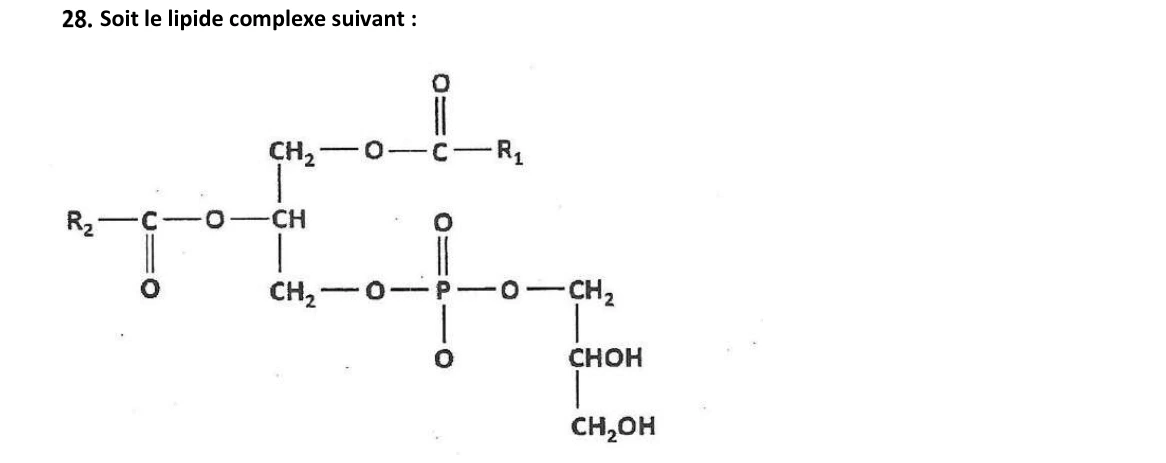 28. Soit le lipide complexe suivant :
O
CH₂—O—C—R₁
R₂—C—O—CH
O
O
CH₂—O—P—O—CH₂
O
CHOH
CH₂OH